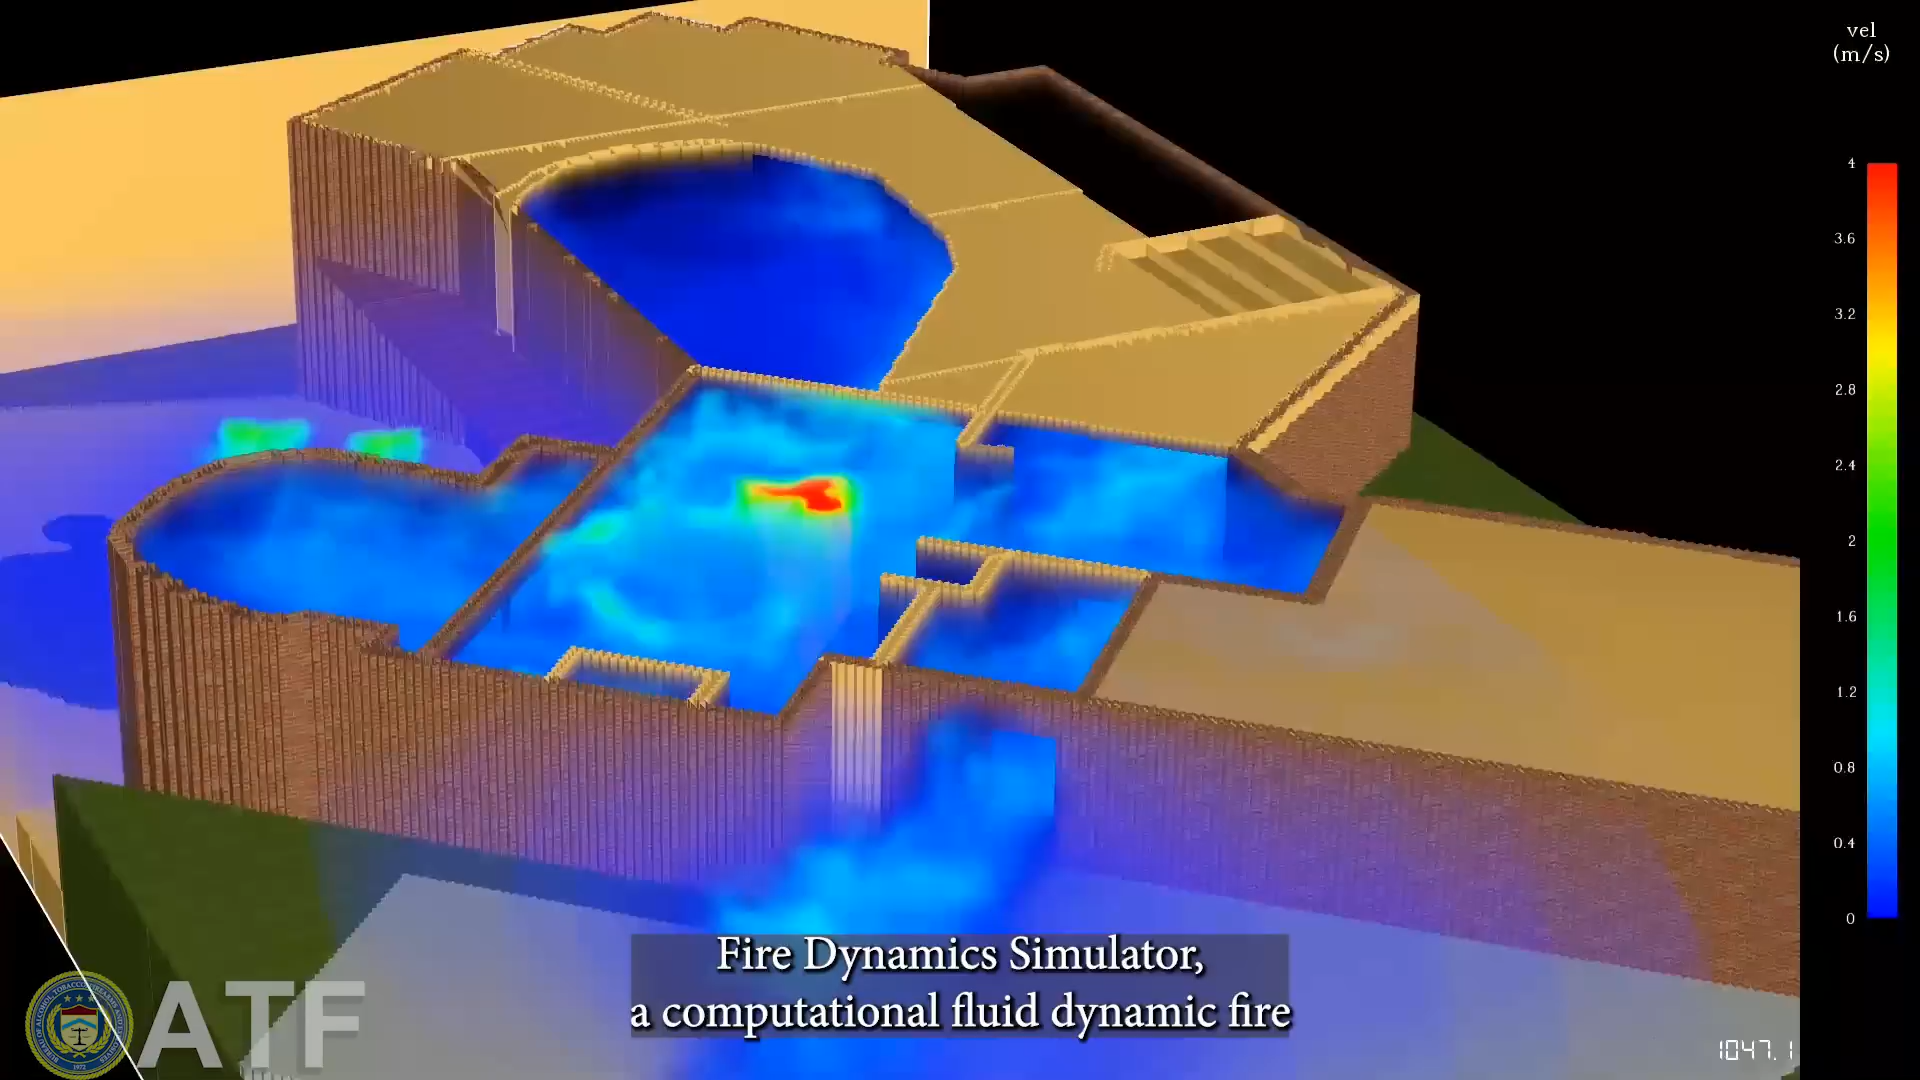 vel
(m/s)
4
3.6
3.2
2.8
2.4
2
1.6
1.2
0.8
0.4
0
Fire Dynamics Simulator,
a computational fluid dynamic fire
ATF
1047.1